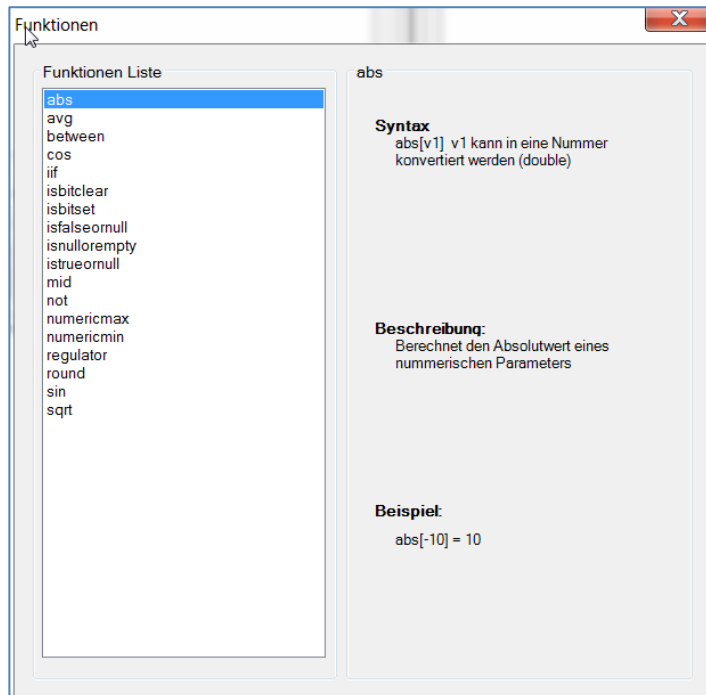 Funktionen
X
Funktionen Liste
abs
avg
between
cos
iif
isbitclear
isbitset
isfalseornull
isnullorempty
istrueornull
mid
not
numericmax
numericmin
regulator
round
sin
sqrt
abs
Syntax
abs[v1] v1 kann in eine Nummer
konvertiert werden (double)
Beschreibung:
Berechnet den Absolutwert eines
nummerischen Parameters
Beispiel:
abs[-10] = 10